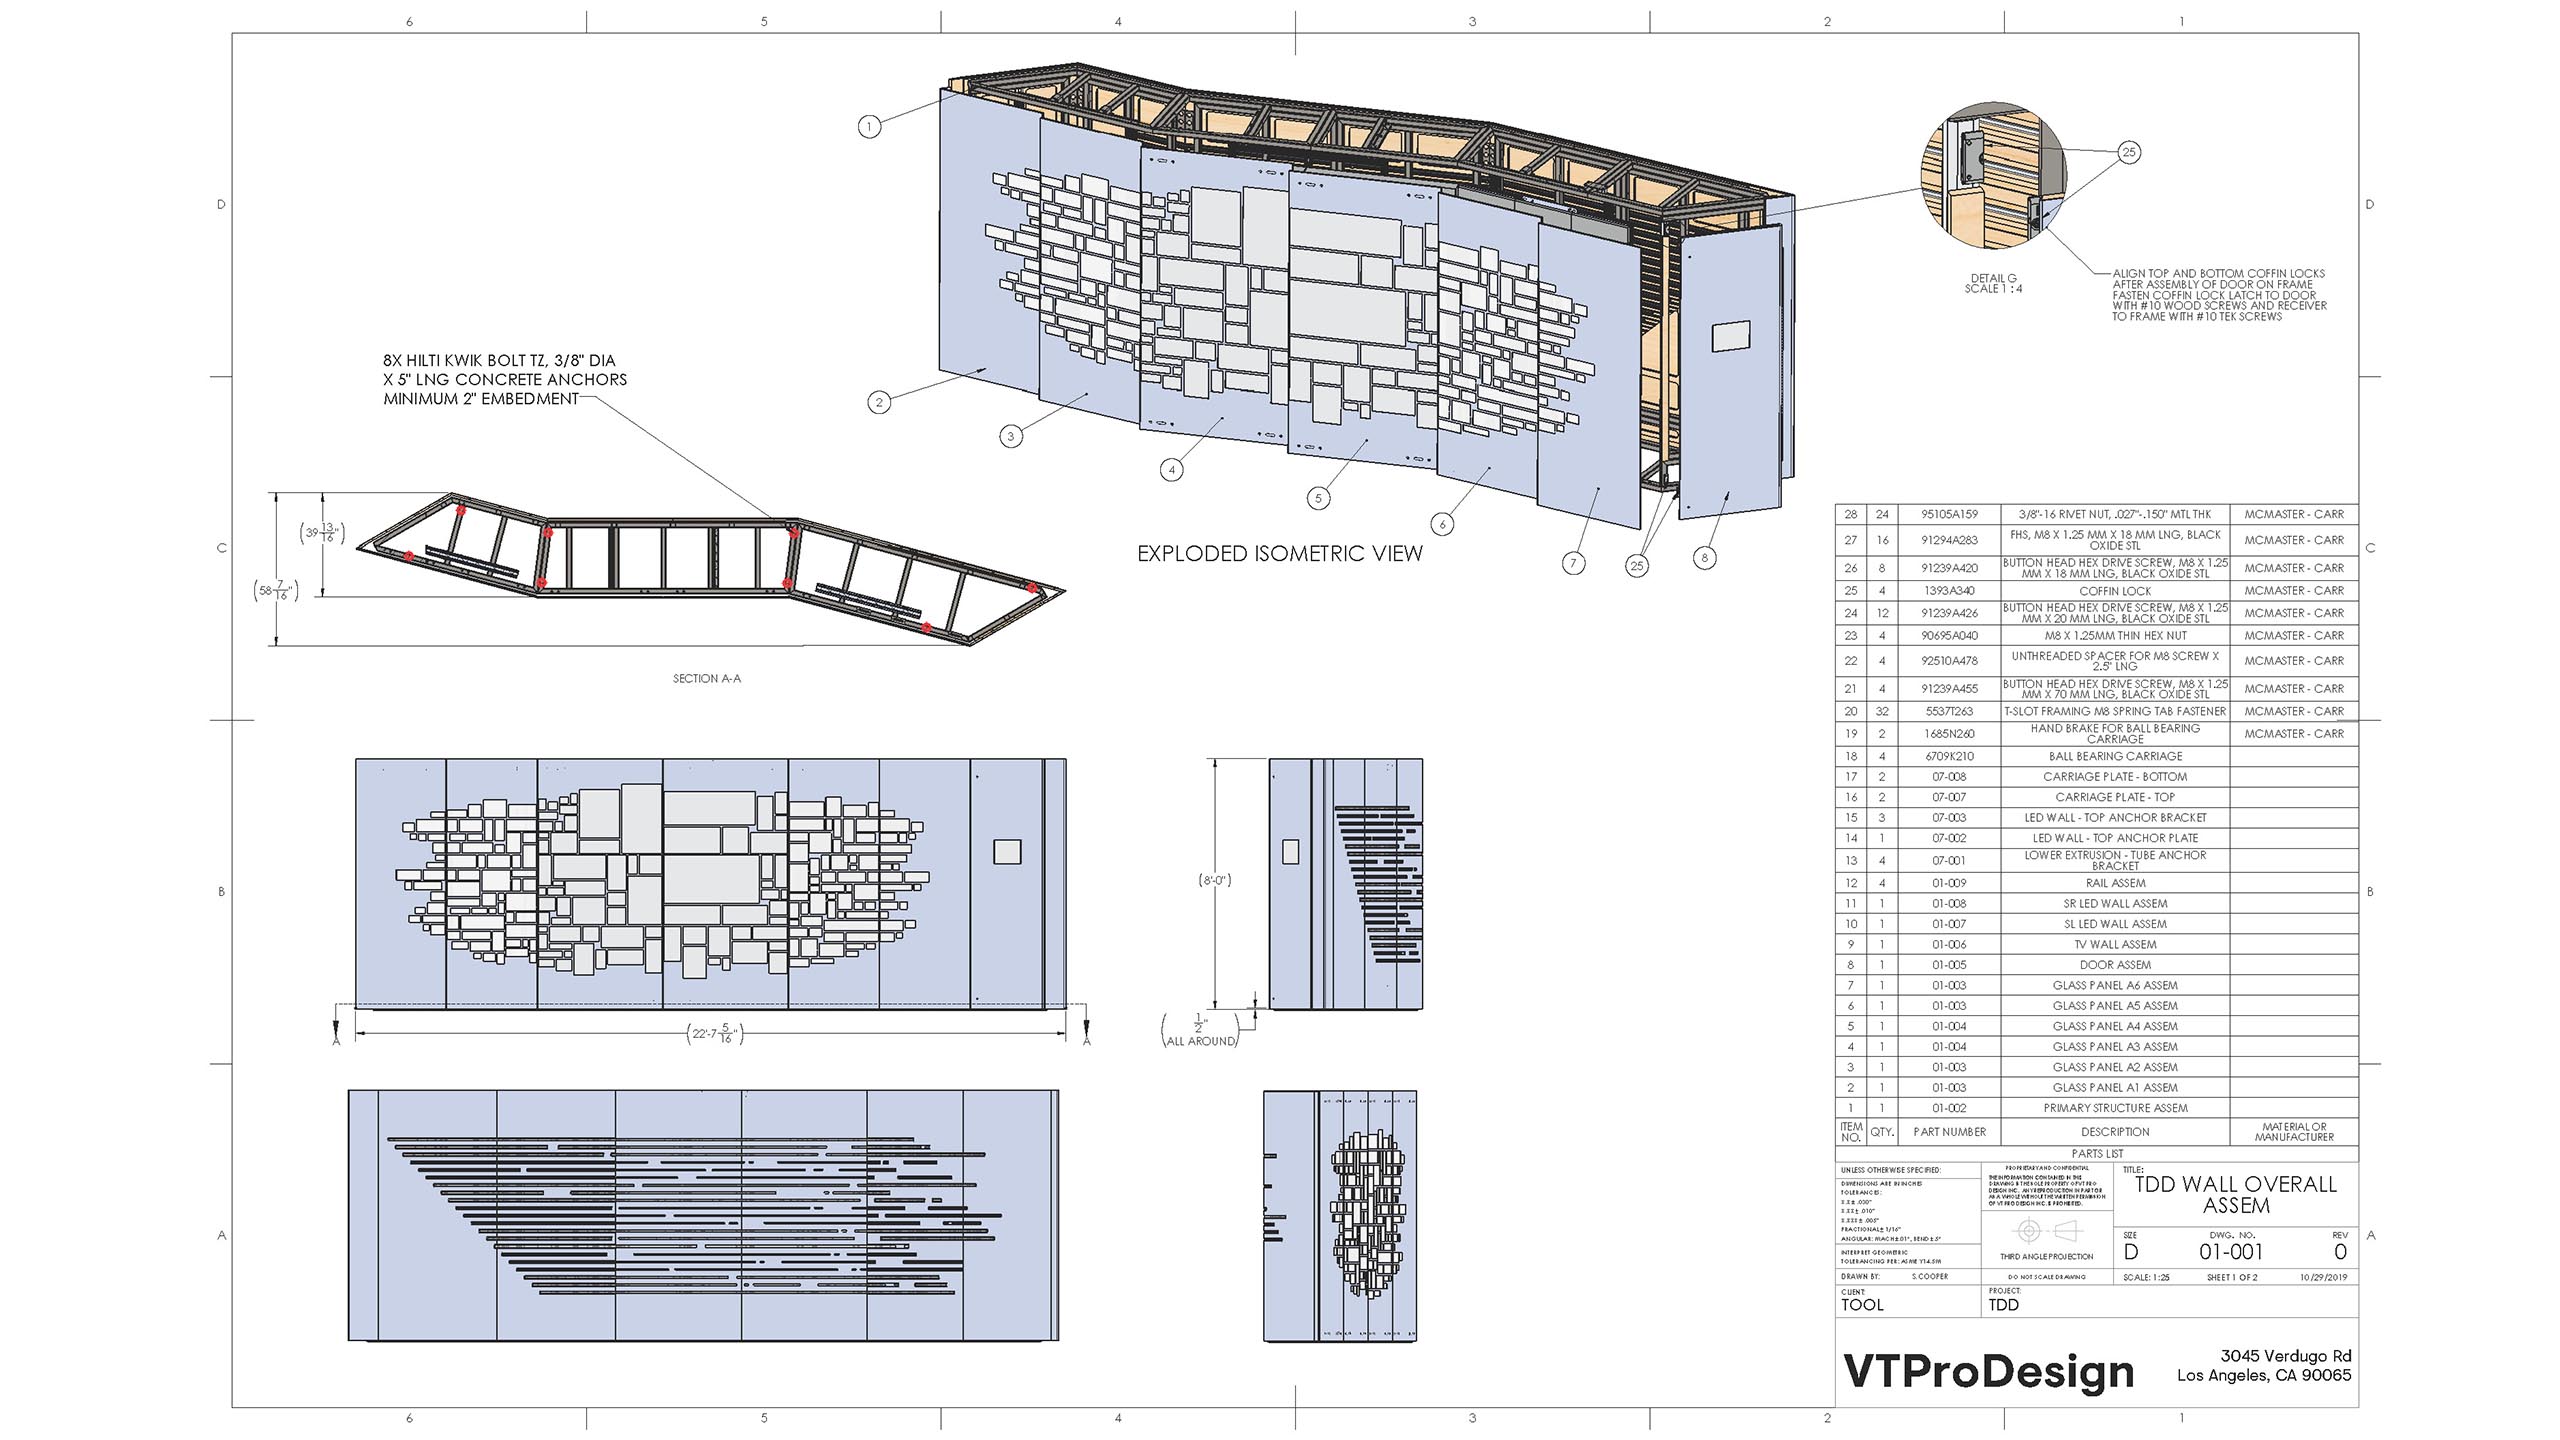 6 5 4 3 2 1
D
D
C
C
B
B
A
A
1
2
3
4
5
6
7
25
8
25
DETAIL G
SCALE 1 : 4
ALIGN TOP AND BOTTOM COFFIN LOCKS
AFTER ASSEMBLY OF DOOR ON FRAME
FASTEN COFFIN LOCK LATCH TO DOOR
WITH #10 WOOD SCREWS AND RECEIVER
TO FRAME WITH #10 TEK SCREWS
8X HILTI KWIK BOLT TZ, 3/8" DIA
X 5" LNG CONCRETE ANCHORS
MINIMUM 2" EMBEDMENT
(39 13/16")
(58 7/16")
EXPLODED ISOMETRIC VIEW
SECTION A-A
A
(22'-7 5/16")
A
(8'-0")
(1/2"
ALL AROUND)
28 24 95105A159 3/8"-16 RIVET NUT, .027"-.150" MTL THK MCMASTER - CARR
27 16 91294A283 FHS, M8 X 1.25 MM X 18 MM LNG, BLACK
OXIDE STL MCMASTER - CARR
26 8 91239A420 BUTTON HEAD HEX DRIVE SCREW, M8 X 1.25
MM X 18 MM LNG, BLACK OXIDE STL MCMASTER - CARR
25 4 1393A340 COFFIN LOCK MCMASTER - CARR
24 12 91239A426 BUTTON HEAD HEX DRIVE SCREW, M8 X 1.25
MM X 20 MM LNG, BLACK OXIDE STL MCMASTER - CARR
23 4 90695A040 M8 X 1.25MM THIN HEX NUT MCMASTER - CARR
22 4 92510A478 UNTHREADED SPACER FOR M8 SCREW X
2.5" LNG MCMASTER - CARR
21 4 91239A455 BUTTON HEAD HEX DRIVE SCREW, M8 X 1.25
MM X 70 MM LNG, BLACK OXIDE STL MCMASTER - CARR
20 32 5537T263 T-SLOT FRAMING M8 SPRING TAB FASTENER MCMASTER - CARR
19 2 1685N260 HAND BRAKE FOR BALL BEARING
CARRIAGE MCMASTER - CARR
18 4 6709K210 BALL BEARING CARRIAGE
17 2 07-008 CARRIAGE PLATE - BOTTOM
16 2 07-007 CARRIAGE PLATE - TOP
15 3 07-003 LED WALL - TOP ANCHOR BRACKET
14 1 07-002 LED WALL - TOP ANCHOR PLATE
13 4 07-001 LOWER EXTRUSION - TUBE ANCHOR
BRACKET
12 4 01-009 RAIL ASSEM
11 1 01-008 SR LED WALL ASSEM
10 1 01-007 SL LED WALL ASSEM
9 1 01-006 TV WALL ASSEM
8 1 01-005 DOOR ASSEM
7 1 01-003 GLASS PANEL A6 ASSEM
6 1 01-003 GLASS PANEL A5 ASSEM
5 1 01-004 GLASS PANEL A4 ASSEM
4 1 01-004 GLASS PANEL A3 ASSEM
3 1 01-003 GLASS PANEL A2 ASSEM
2 1 01-003 GLASS PANEL A1 ASSEM
1 1 01-002 PRIMARY STRUCTURE ASSEM
ITEM NO. QTY. PART NUMBER DESCRIPTION MATERIAL OR MANUFACTURER
PARTS LIST
UNLESS OTHERWISE SPECIFIED:
DIMENSIONS ARE IN INCHES
TOLERANCES:
X.X± .030"
X.XX± .010"
X.XXX± .005"
FRACTIONAL± 1/16"
ANGULAR: MACH±.01°, BEND ±.5°
INTERPRET GEOMETRIC
TOLERANCING PER: ASME Y14.5M
DRAWN BY: S.COOPER
PROPRIETARY AND CONFIDENTIAL
THE INFORMATION CONTAINED IN THIS
DRAWING IS THE SOLE PROPERTY OF VT PRO
DESIGN INC. ANY REPRODUCTION IN PART OR
AS A WHOLE WITHOUT THE WRITTEN PERMISSION
OF VT PRO DESIGN INC. IS PROHIBITED.
THIRD ANGLE PROJECTION
DO NOT SCALE DRAWING
TITLE:
TDD WALL OVERALL
ASSEM
SIZE DWG. NO. REV
D 01-001 0
SCALE: 1:25 SHEET 1 OF 2 10/29/2019
CLIENT:
TOOL
PROJECT:
TDD
VTProDesign
3045 Verdugo Rd
Los Angeles, CA 90065
6 5 4 3 2 1